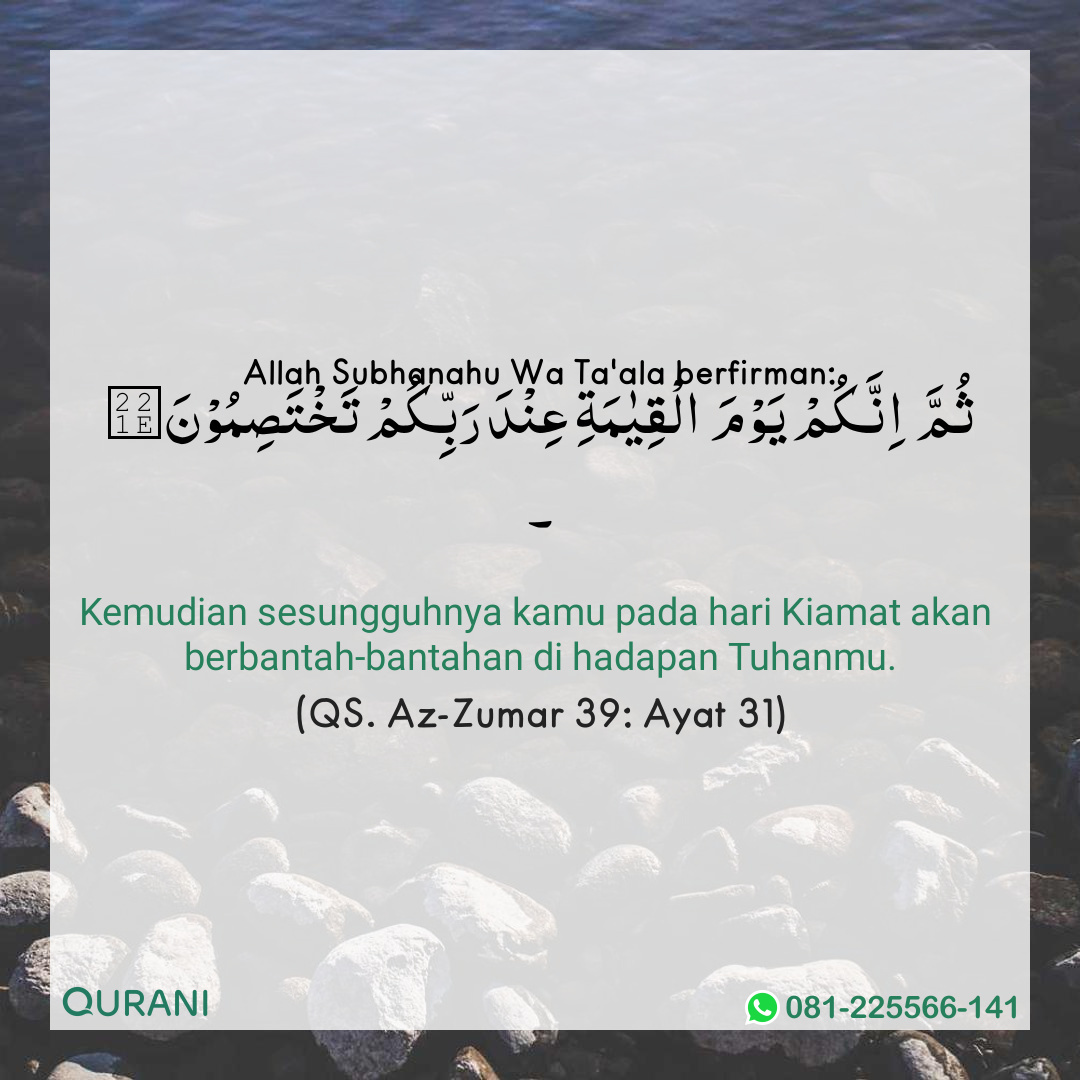 Allah Subhanahu Wa Ta'ala berfirman:
ثُمَّ اِنَّكُمْ يَوْمَ الْقِيٰمَةِ عِنْدَ رَبِّكُمْ تَخْتَصِمُوْنَ∞
ـ
Kemudian sesungguhnya kamu pada hari Kiamat akan
berbantah-bantahan di hadapan Tuhanmu.
(QS. Az-Zumar 39: Ayat 31)
QURANI
081-225566-141